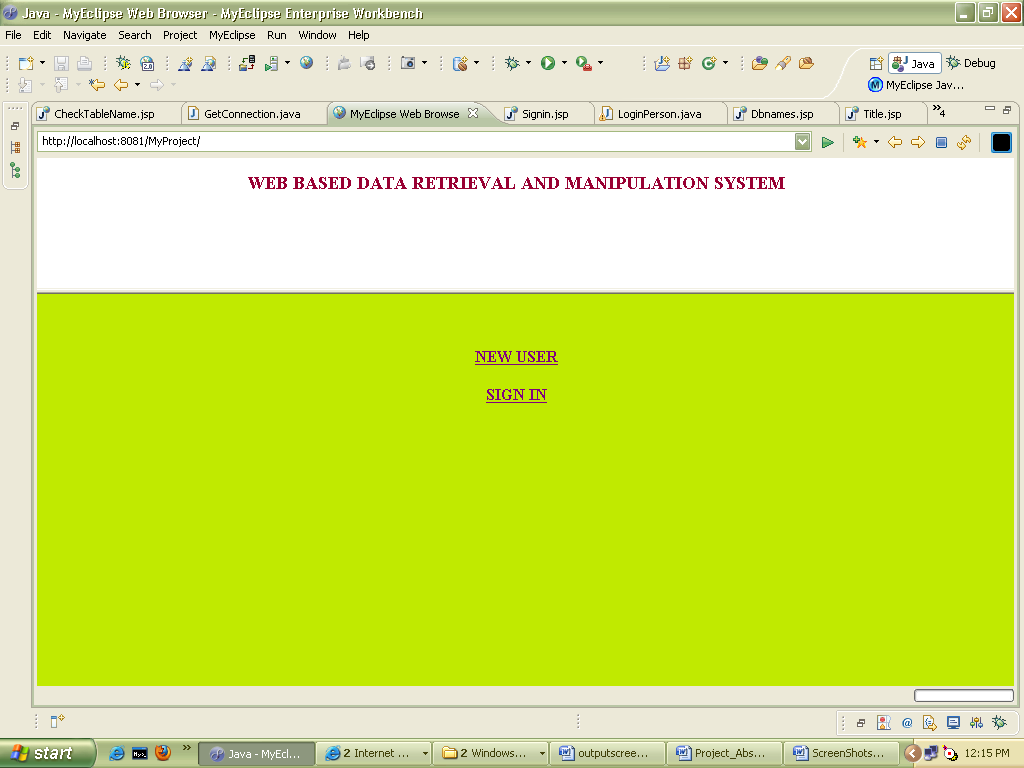 Java - MyEclipse Web Browser - MyEclipse Enterprise Workbench
File Edit Navigate Search Project MyEclipse Run Window Help
Java Debug
MyEclipse Jav...
CheckTableName.jsp GetConnection.java MyEclipse Web Browse Signin.jsp LoginPerson.java Dbnames.jsp Title.jsp »4
http://localhost:8081/MyProject/
WEB BASED DATA RETRIEVAL AND MANIPULATION SYSTEM
NEW USER
SIGN IN
start » Java - MyEcl... 2 Internet ... 2 Windows... outputscree... Project_Abs... ScreenShots... 12:15 PM